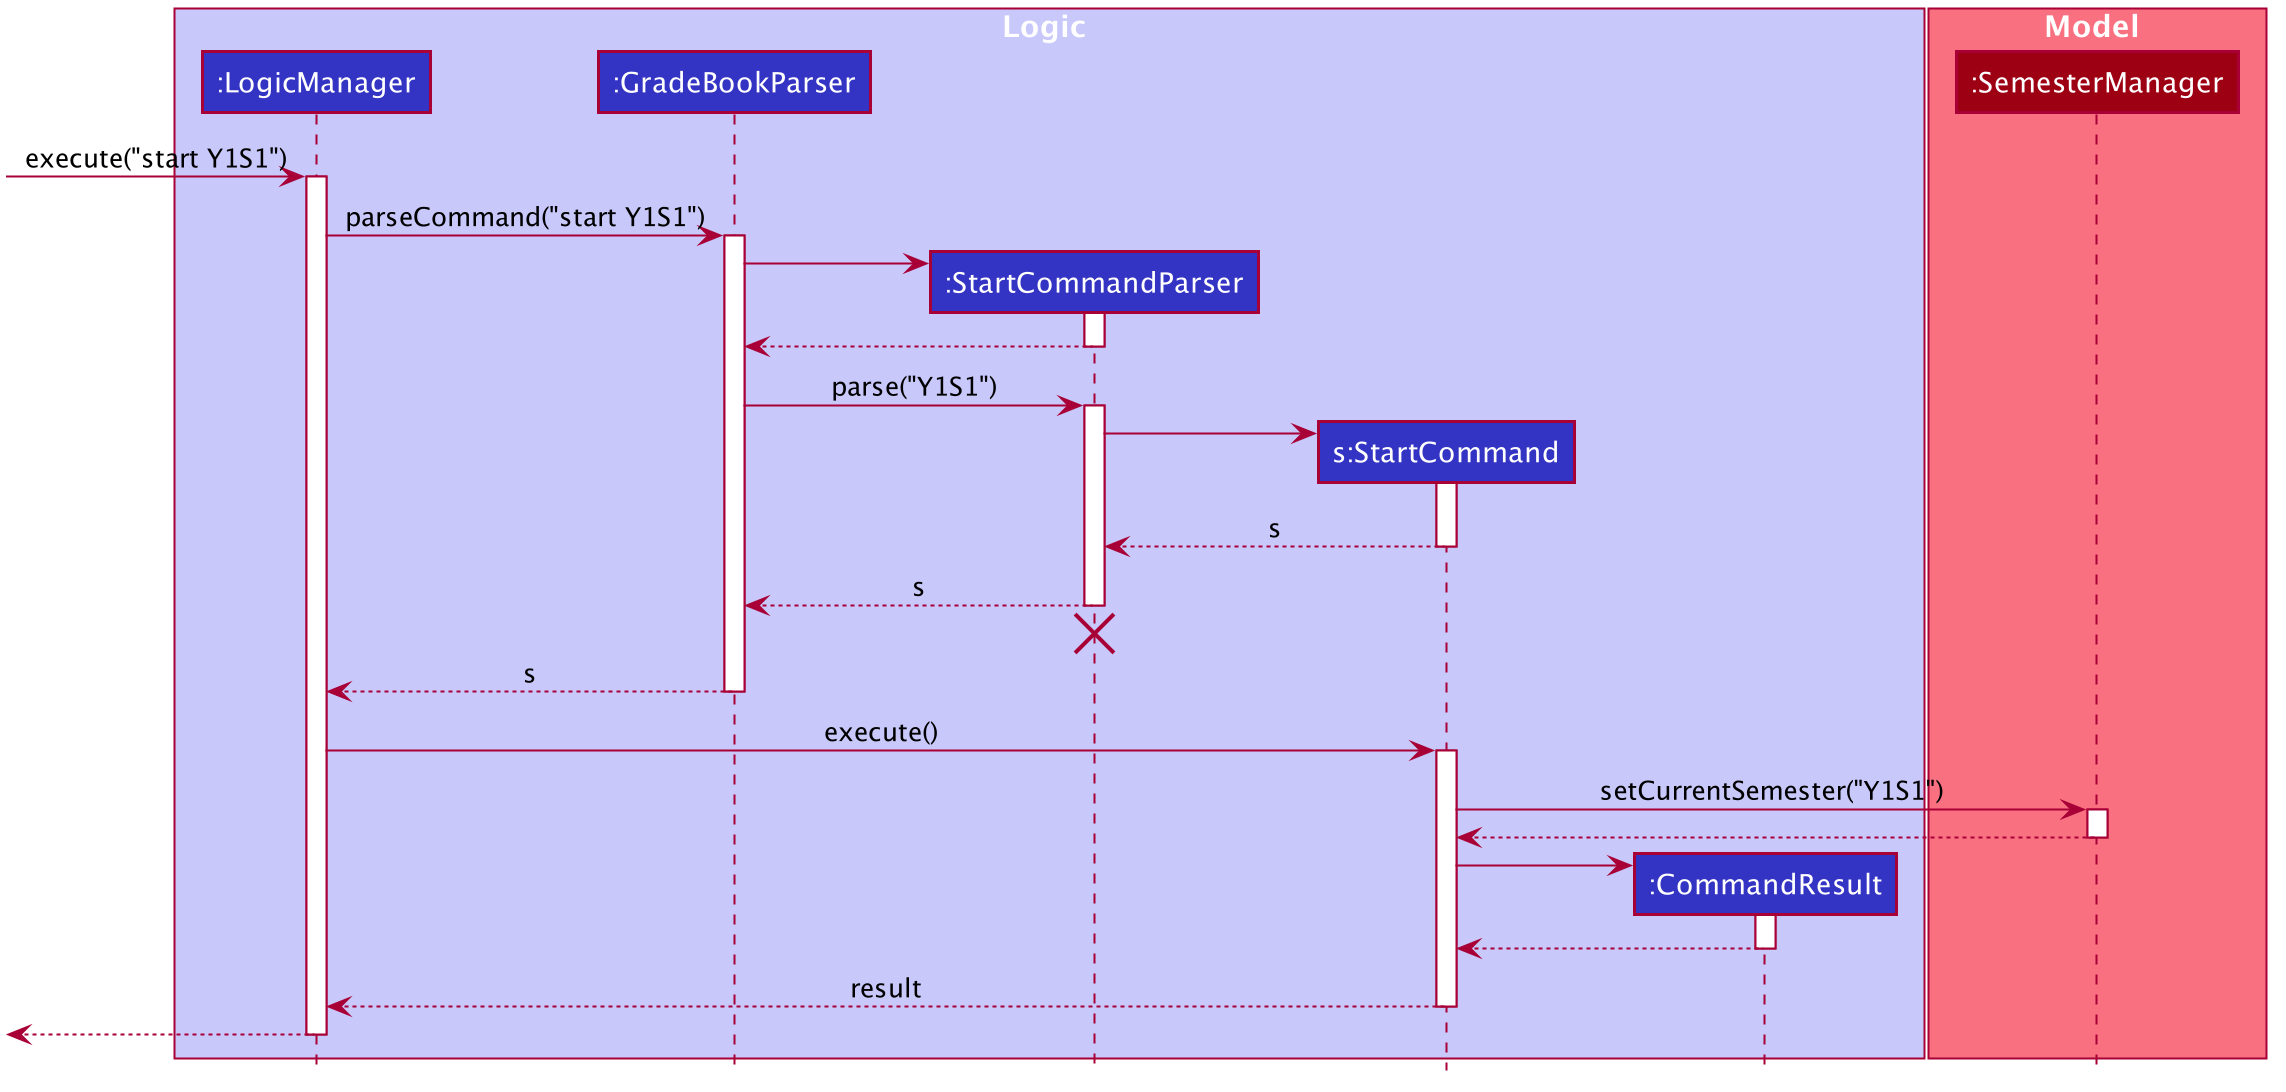 Logic
Model
:LogicManager
:GradeBookParser
:SemesterManager
execute("start Y1S1")
parseCommand("start Y1S1")
:StartCommandParser
parse("Y1S1")
s:StartCommand
s
s
s
execute()
setCurrentSemester("Y1S1")
:CommandResult
result